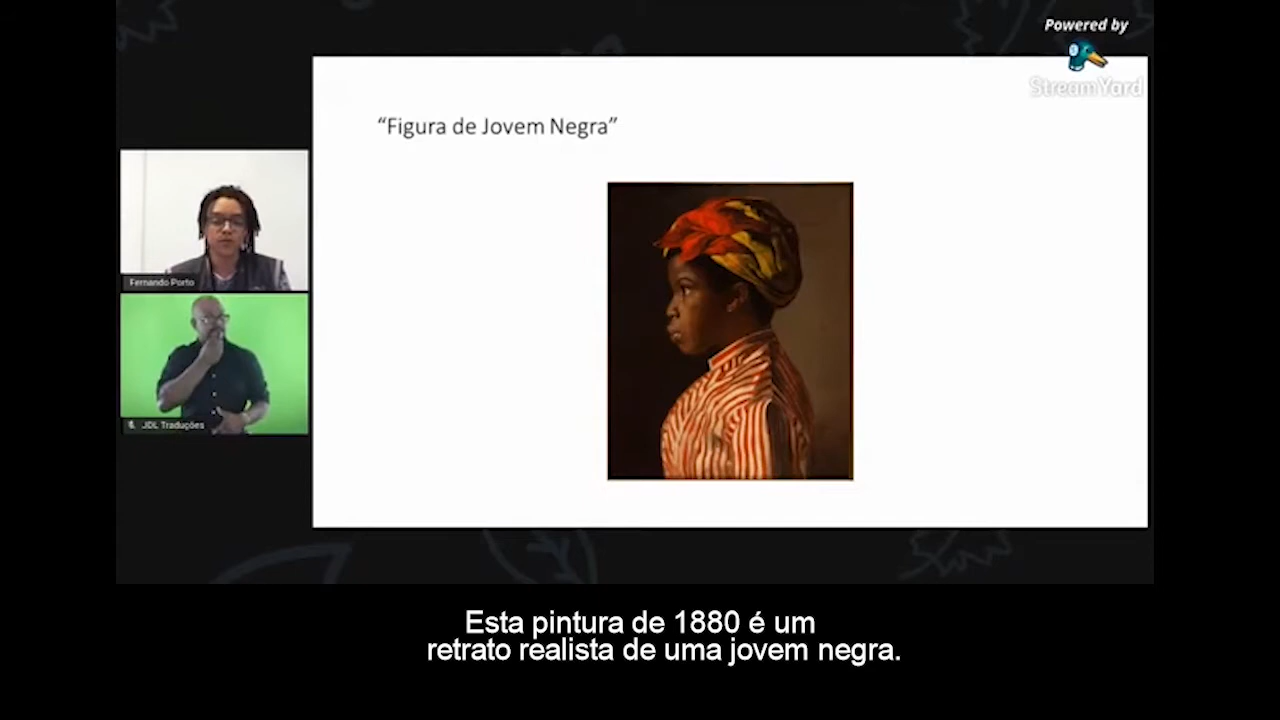 Powered by
StreamYard
“Figura de Jovem Negra”
Fernando Porto
JDL Traduções
Esta pintura de 1880 é um
retrato realista de uma jovem negra.